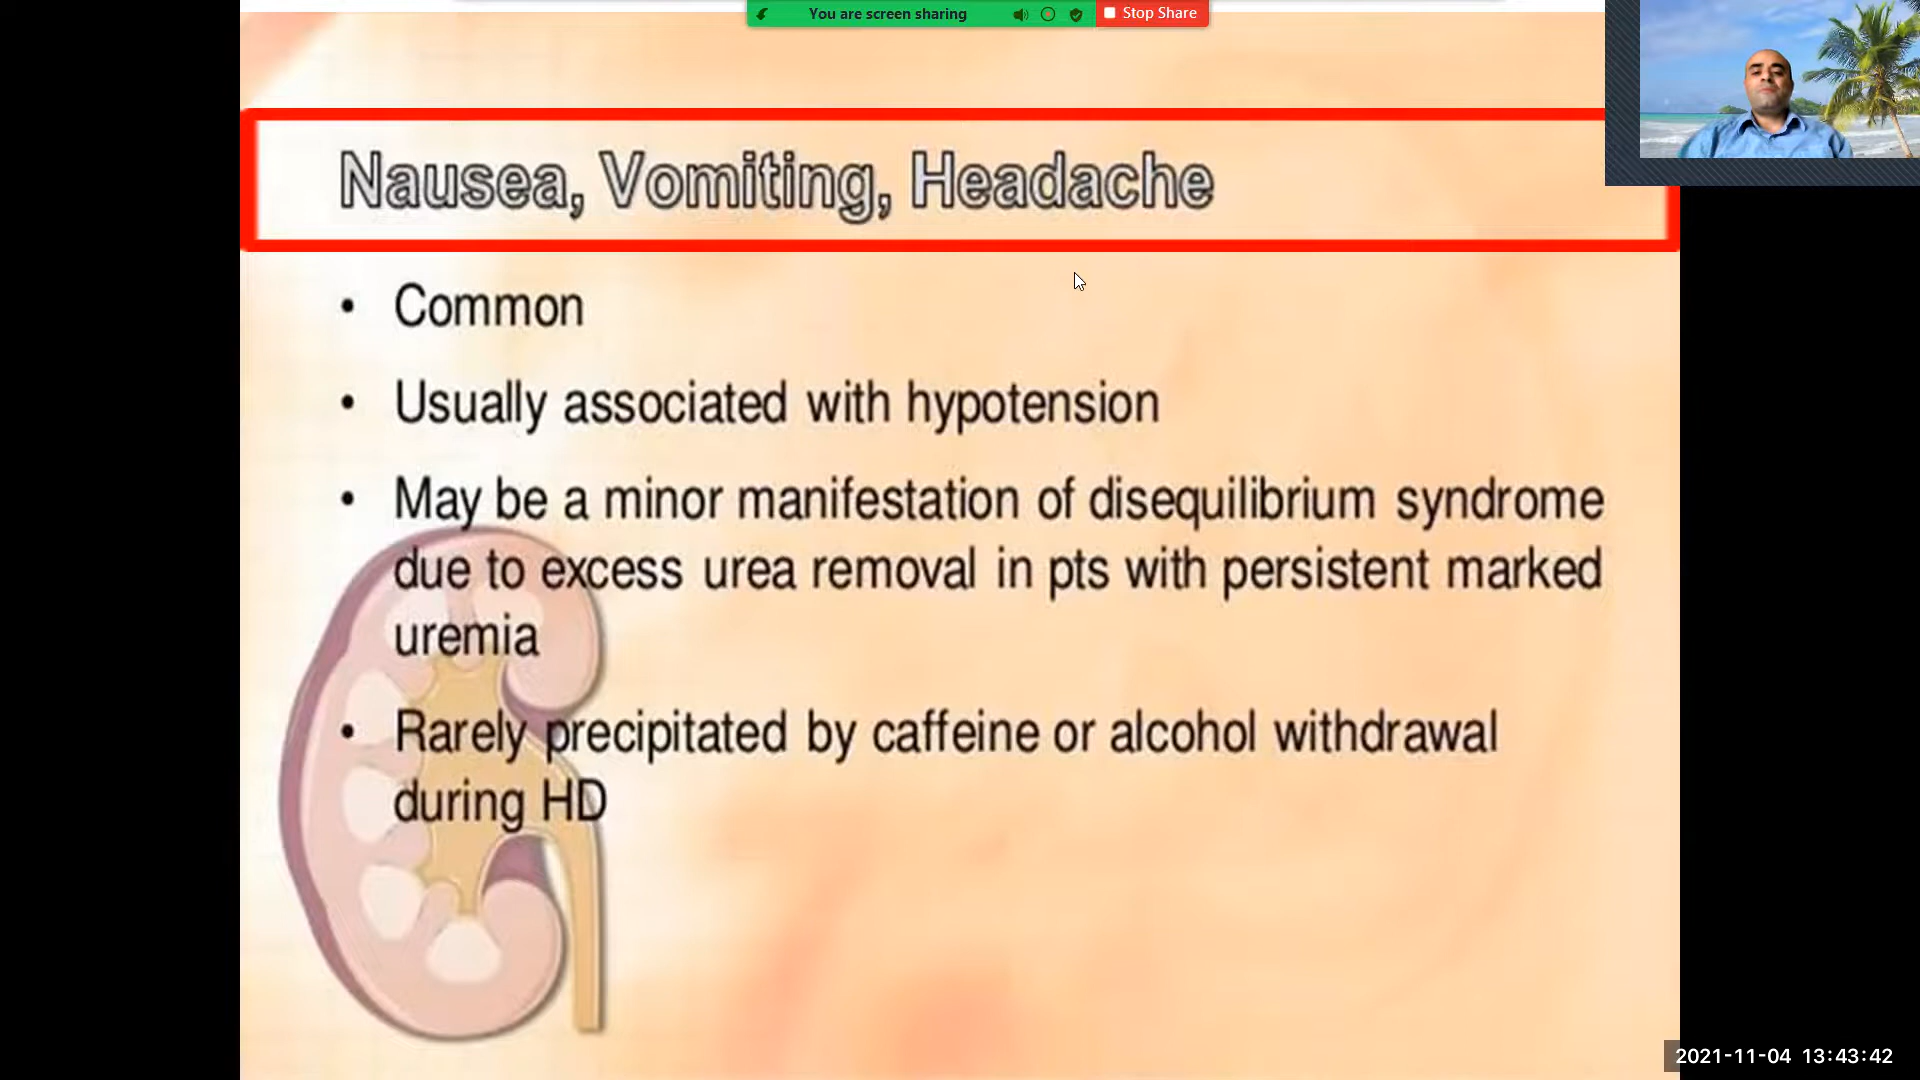 You are screen sharing
Stop Share
Nausea, Vomiting, Headache
• Common
• Usually associated with hypotension
• May be a minor manifestation of disequilibrium syndrome
due to excess urea removal in pts with persistent marked
uremia
• Rarely precipitated by caffeine or alcohol withdrawal
during HD
2021-11-04 13:43:42